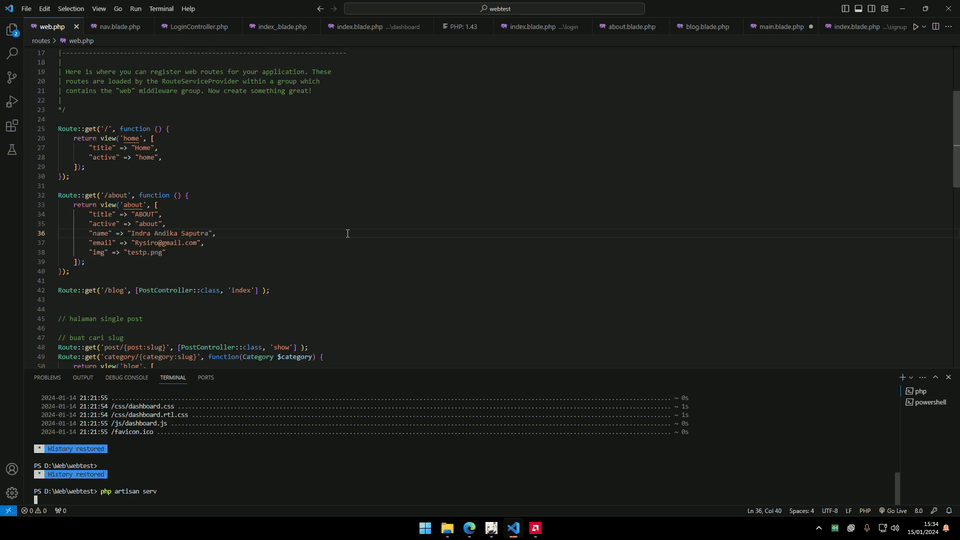 File Edit Selection View Go Run Terminal Help
webtest
web.php
nav.blade.php
LoginController.php
index_.blade.php
index.blade.php ...\dashboard
PHP: 1.43
index.blade.php ...\login
about.blade.php
blog.blade.php
main.blade.php
index.blade.php ...\signup
routes > web.php
17 |--------------------------------------------------------------------------
18 |
19 | Here is where you can register web routes for your application. These
20 | routes are loaded by the RouteServiceProvider within a group which
21 | contains the "web" middleware group. Now create something great!
22 |
23 */
24
25 Route::get('/', function () {
26 return view('home', [
27 "title" => "Home",
28 "active" => "home",
29 ]);
30 });
31
32 Route::get('/about', function () {
33 return view('about', [
34 "title" => "ABOUT",
35 "active" => "about",
36 "name" => "Indra Andika Saputra",
37 "email" => "Rysiro@gmail.com",
38 "img" => "testp.png"
39 ]);
40 });
41
42 Route::get('/blog', [PostController::class, 'index'] );
43
44
45 // halaman single post
46
47 // buat cari slug
48 Route::get('post/{post:slug}', [PostController::class, 'show'] );
49 Route::get('category/{category:slug}', function(Category $category) {
50 return view('blog', [
PROBLEMS OUTPUT DEBUG CONSOLE TERMINAL PORTS
2024-01-14 21:21:55 ~ 0s
2024-01-14 21:21:54 /css/dashboard.css ~ 1s
2024-01-14 21:21:54 /css/dashboard.rtl.css ~ 1s
2024-01-14 21:21:55 /js/dashboard.js ~ 0s
2024-01-14 21:21:55 /favicon.ico ~ 0s
* History restored
PS D:\Web\webtest>
* History restored
PS D:\Web\webtest> php artisan serv
php
powershell
0 0 0
Ln 36, Col 40 Spaces: 4 UTF-8 LF PHP Go Live 8.0
15:34
15/01/2024